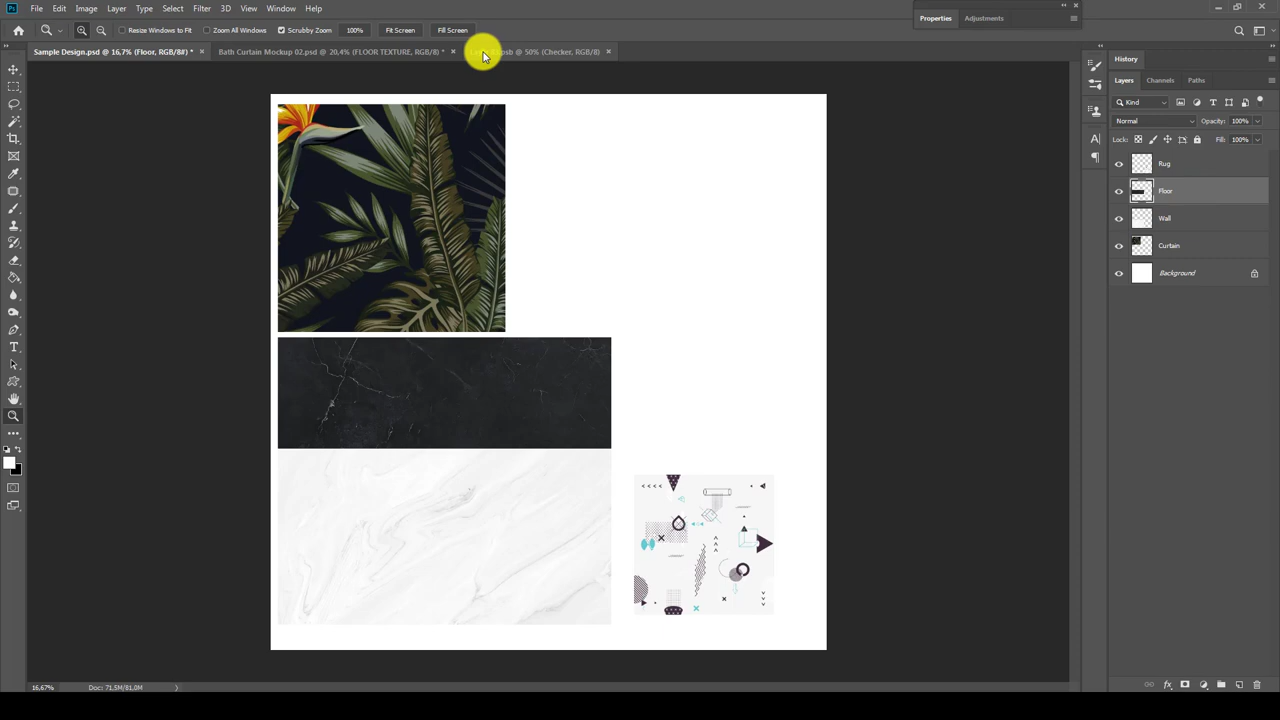 Ps File Edit Image Layer Type Select Filter 3D View Window Help
Resize Windows to Fit Zoom All Windows Scrubby Zoom 100% Fit Screen Fill Screen
Properties Adjustments
Sample Design.psd @ 16,7% (Floor, RGB/8#) * Bath Curtain Mockup 02.psd @ 20,4% (FLOOR TEXTURE, RGB/8) * @ 50% (Checker, RGB/8)
History
Layers Channels Paths
Kind
Normal Opacity: 100%
Lock: Fill: 100%
Rug
Floor
Wall
Curtain
Background
16,67% Doc: 71,5M/81,0M